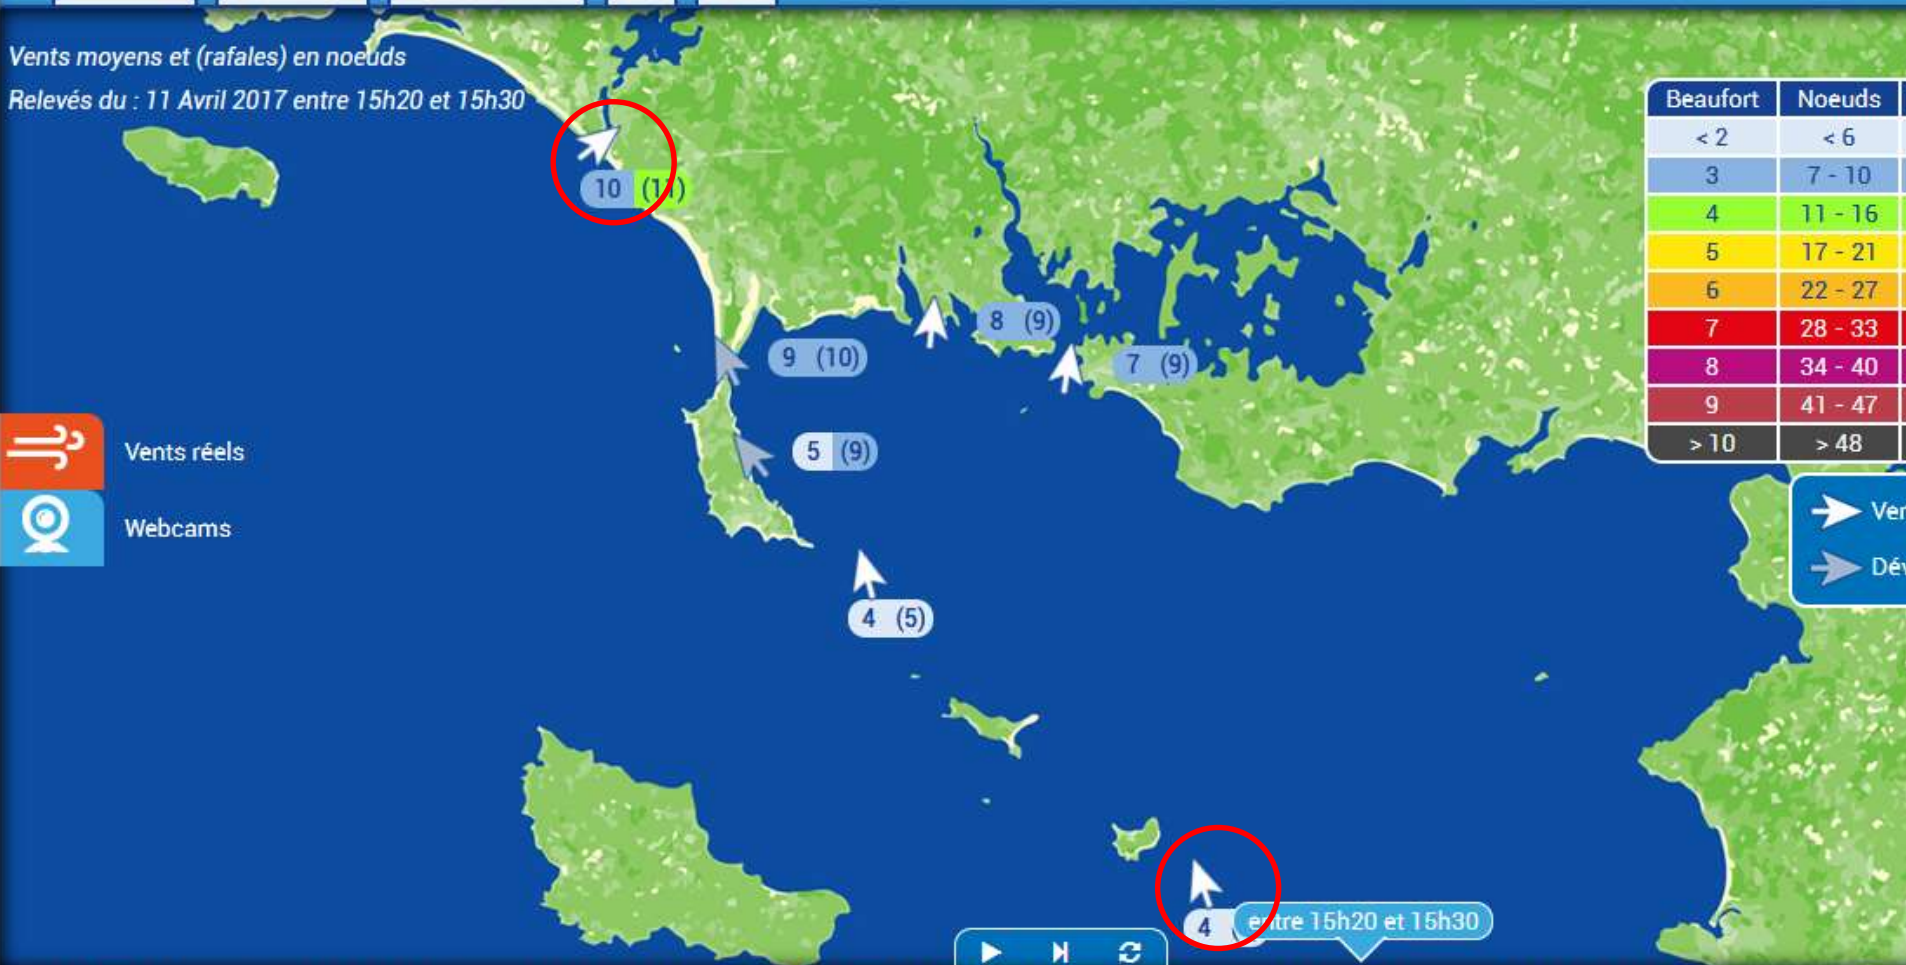 Vents moyens et (rafales) en noeuds
Relevés du : 11 Avril 2017 entre 15h20 et 15h30
Beaufort Noeuds
< 2 < 6
3 7 - 10
4 11 - 16
5 17 - 21
6 22 - 27
7 28 - 33
8 34 - 40
9 41 - 47
> 10 > 48
10 (11)
8 (9)
9 (10)
7 (9)
5 (9)
Vents réels
Webcams
4 (5)
4
entre 15h20 et 15h30